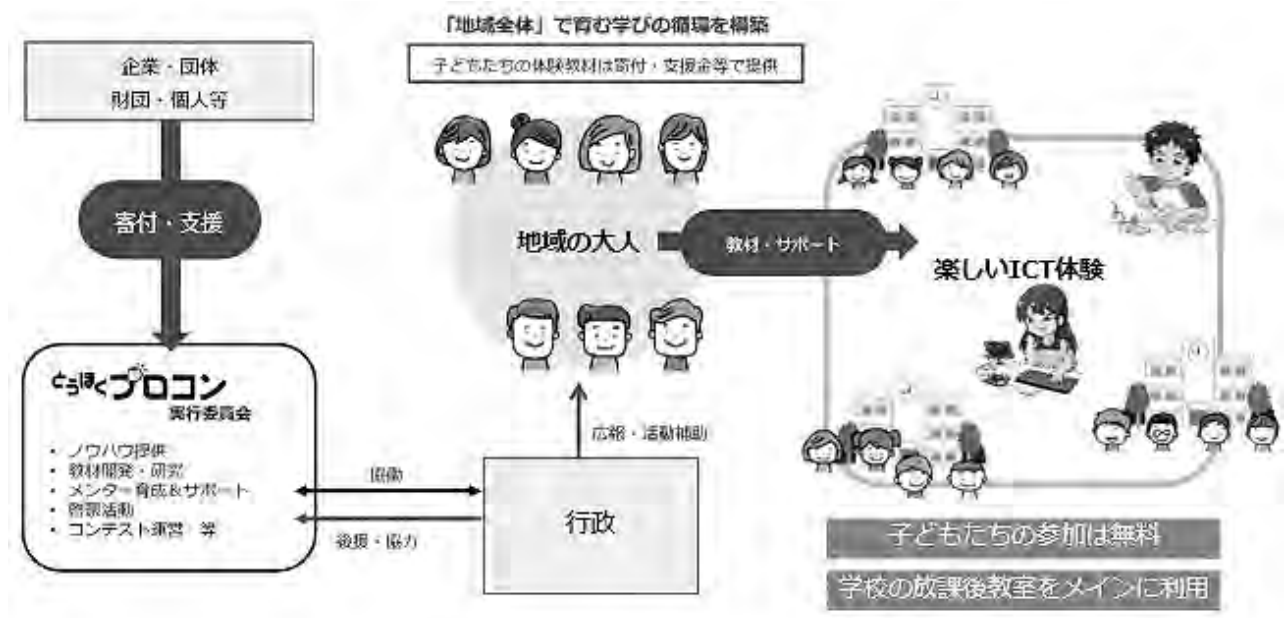 「地域全体」で育む学びの循環を構築
子どもたちの体験教材は寄付・支援金等で提供
企業・団体
財団・個人等
寄付・支援
とうほくプロコン
実行委員会
・ ノウハウ提供
・ 教材開発・研究
・ メンター育成&サポート
・ 啓蒙活動
・ コンテスト運営 等
協働
後援・協力
行政
広報・活動補助
地域の大人
教材・サポート
楽しいICT体験
子どもたちの参加は無料
学校の放課後教室をメインに利用